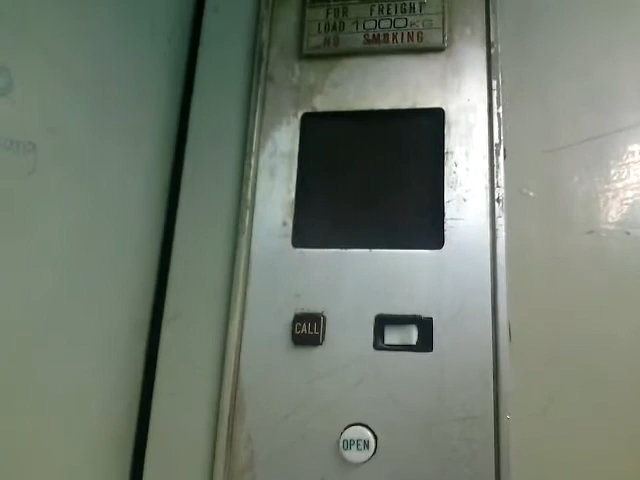 FOR FREIGHT
LOAD 1000KG
NO SMOKING
CALL
OPEN